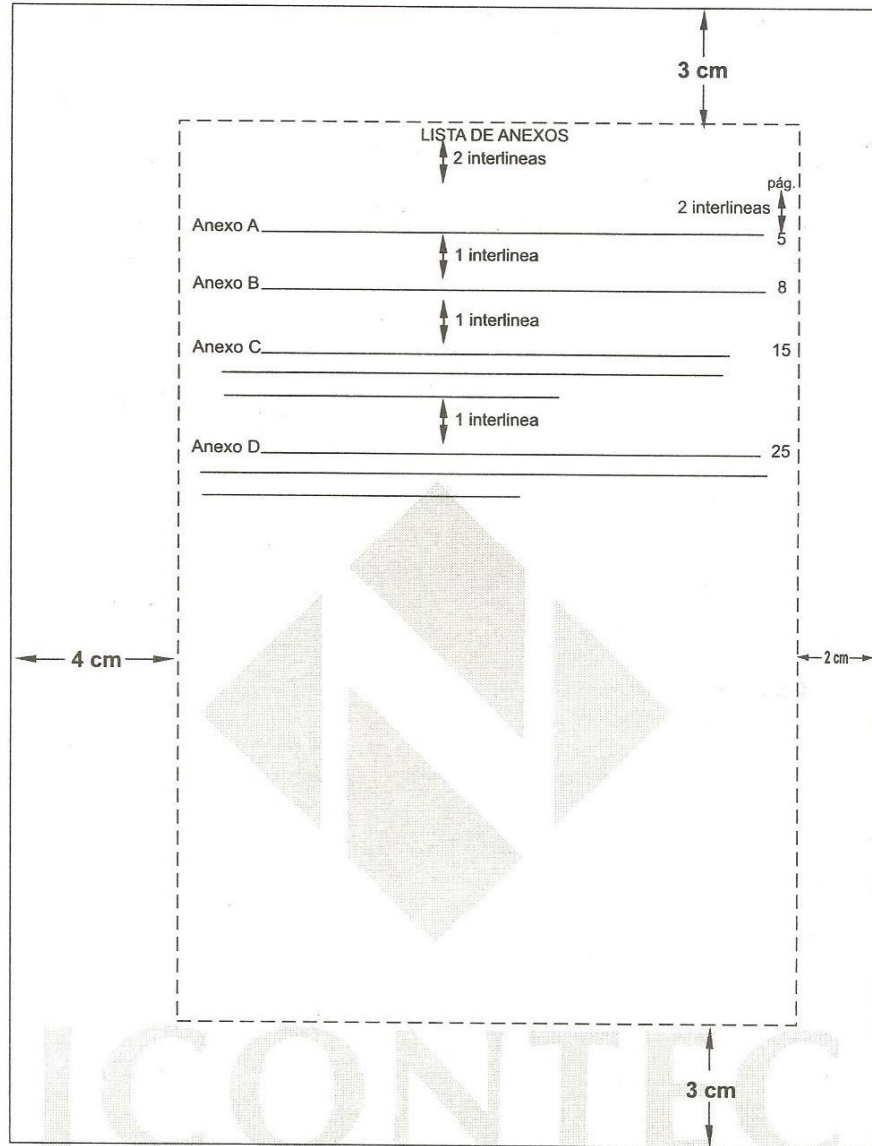 3 cm
LISTA DE ANEXOS
2 interlineas
pág.
2 interlineas
Anexo A 5
1 interlinea
Anexo B 8
1 interlinea
Anexo C 15
1 interlinea
Anexo D 25
4 cm
2 cm
ICONTEC
3 cm